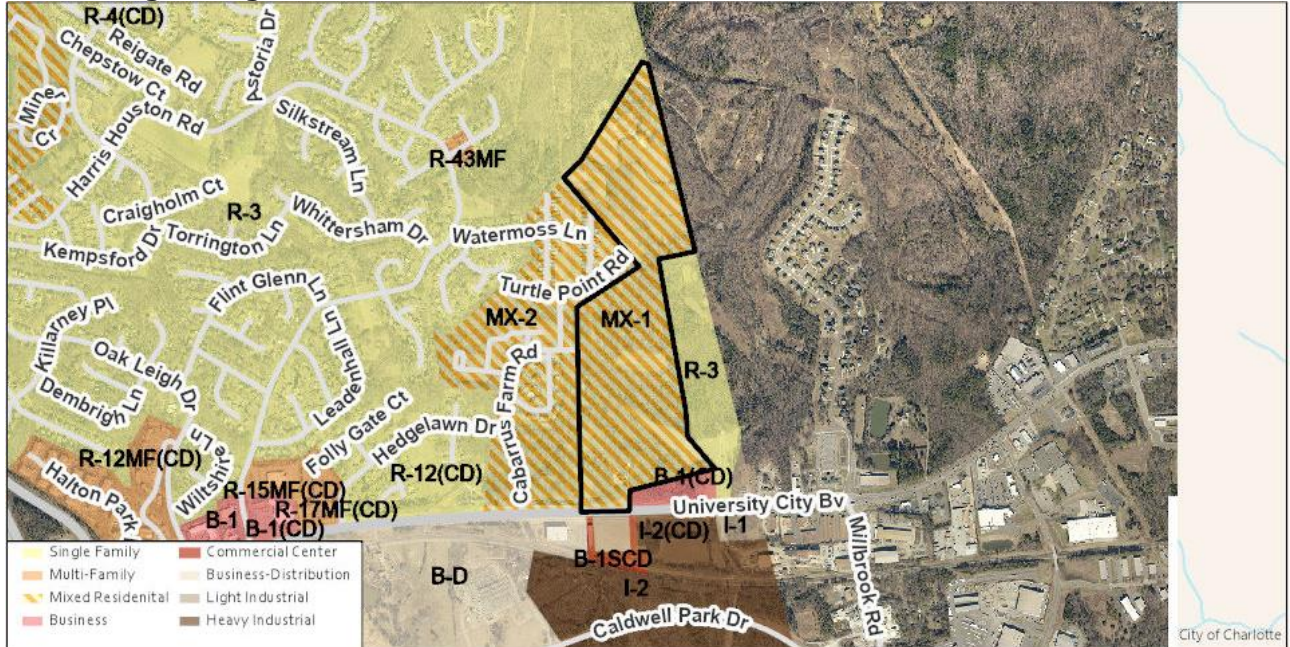 R-4(CD)
Reigate Rd
Astoria Dr
Chepstow Ct
Miner
Cr
Harris Houston Rd
Silkstream Ln
R-43MF
Craigholm Ct
R-3
Whittersham Dr
Watermoss Ln
Kempsford Dr
Torrington Ln
Turtle Point Rd
Flint Glenn Ln
MX-2
MX-1
Killarney Pl
Oak Leigh Dr
Leadenhall Ln
Cabarrus Farm Rd
R-3
Dembrigh Ln
Folly Gate Ct
Hedgelawn Dr
R-12MF(CD)
Wiltshire Ln
R-12(CD)
B-1(CD)
Halton Park
R-15MF(CD)
R-17MF(CD)
University City Bv
B-1
B-1(CD)
I-2(CD)
I-1
Millbrook Rd
B-1SCD
B-D
I-2
Caldwell Park Dr
Single Family
Commercial Center
Multi-Family
Business-Distribution
Mixed Residental
Light Industrial
Business
Heavy Industrial
City of Charlotte